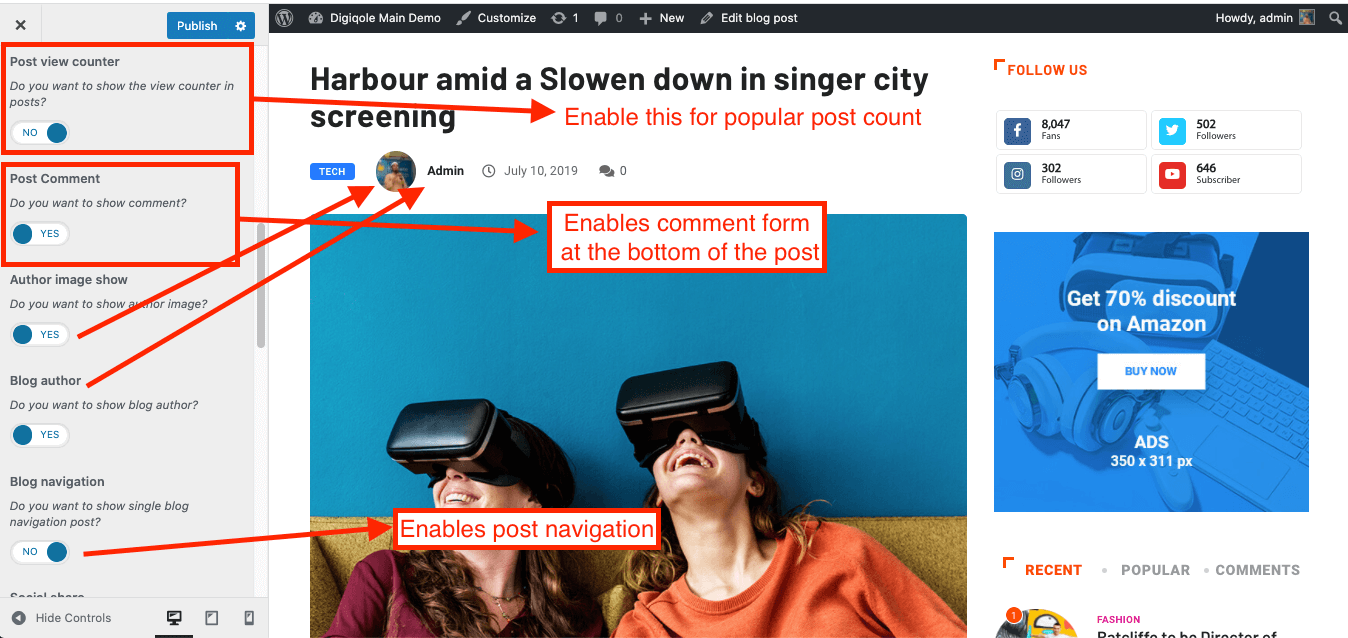 Publish
Digiqole Main Demo
Customize
1
0
New
Edit blog post
Howdy, admin
Post view counter
Do you want to show the view counter in
posts?
NO
Post Comment
Do you want to show comment?
YES
Author image show
Do you want to show author image?
YES
Blog author
Do you want to show blog author?
YES
Blog navigation
Do you want to show single blog
navigation post?
NO
Social share
Hide Controls
Harbour amid a Slowen down in singer city
screening
Enable this for popular post count
TECH
Admin
July 10, 2019
0
Enables comment form
at the bottom of the post
Enables post navigation
FOLLOW US
8,047
Fans
502
Followers
302
Followers
646
Subscriber
Get 70% discount
on Amazon
BUY NOW
ADS
350 x 311 px
RECENT
POPULAR
COMMENTS
1
FASHION
Ratcliffe to be Director of